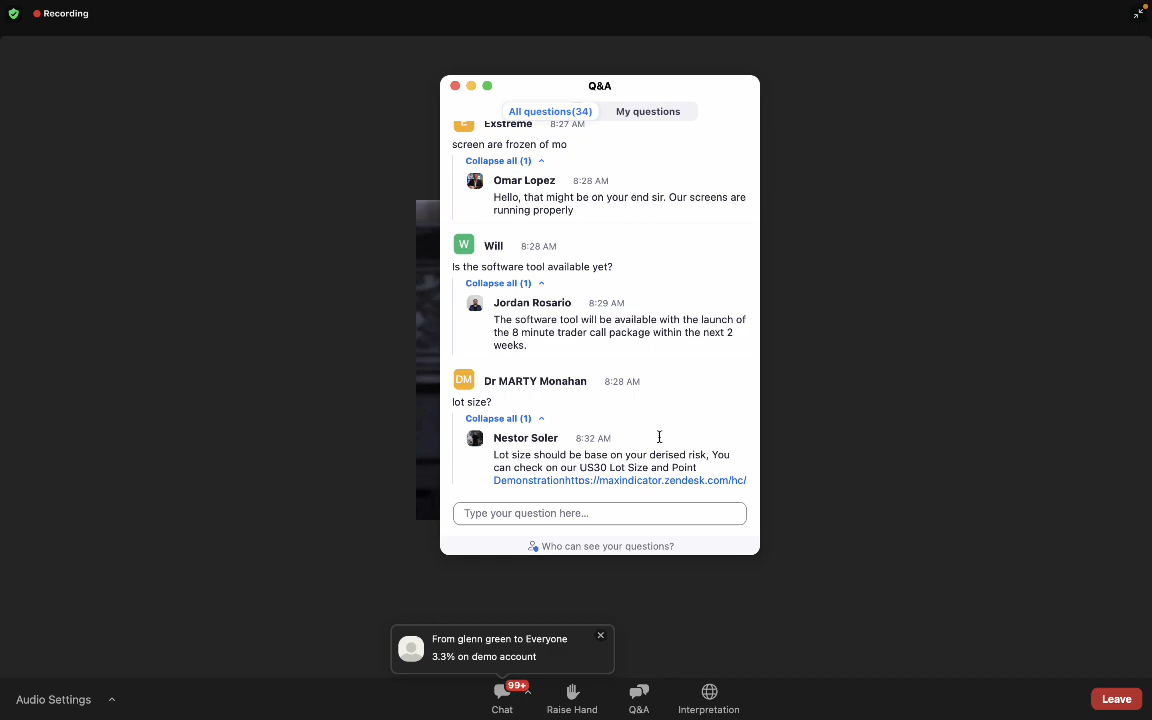 Recording
Q&A
All questions(34)
My questions
E
Exstreme 8:27 AM
screen are frozen of mo
Collapse all (1)
Omar Lopez 8:28 AM
Hello, that might be on your end sir. Our screens are
running properly
W
Will 8:28 AM
Is the software tool available yet?
Collapse all (1)
Jordan Rosario 8:29 AM
The software tool will be available with the launch of
the 8 minute trader call package within the next 2
weeks.
DM
Dr MARTY Monahan 8:28 AM
lot size?
Collapse all (1)
Nestor Soler 8:32 AM
Lot size should be base on your derised risk, You
can check on our US30 Lot Size and Point
Demonstrationhttps://maxindicator.zendesk.com/hc/
Type your question here...
Who can see your questions?
From glenn green to Everyone
3.3% on demo account
Audio Settings
99+
Chat
Raise Hand
Q&A
Interpretation
Leave